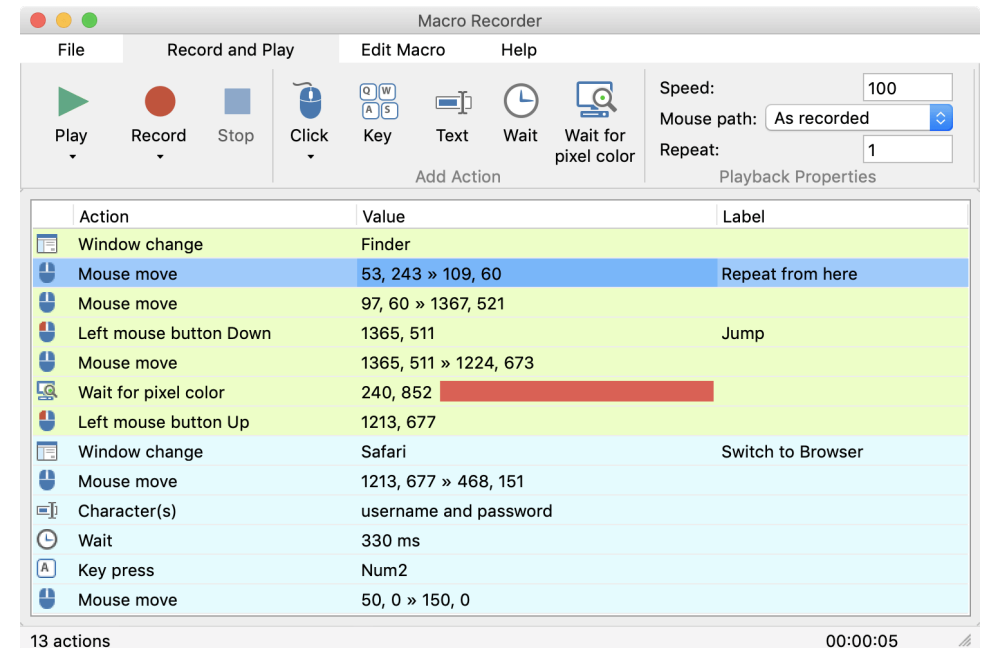 Macro Recorder
File Record and Play Edit Macro Help
Play Record Stop Click Key Text Wait Wait for pixel color
Q W
A S
Add Action
Speed: 100
Mouse path: As recorded
Repeat: 1
Playback Properties
Action Value Label
Window change Finder
Mouse move 53, 243 » 109, 60 Repeat from here
Mouse move 97, 60 » 1367, 521
Left mouse button Down 1365, 511 Jump
Mouse move 1365, 511 » 1224, 673
Wait for pixel color 240, 852
Left mouse button Up 1213, 677
Window change Safari Switch to Browser
Mouse move 1213, 677 » 468, 151
Character(s) username and password
Wait 330 ms
A Key press Num2
Mouse move 50, 0 » 150, 0
13 actions 00:00:05